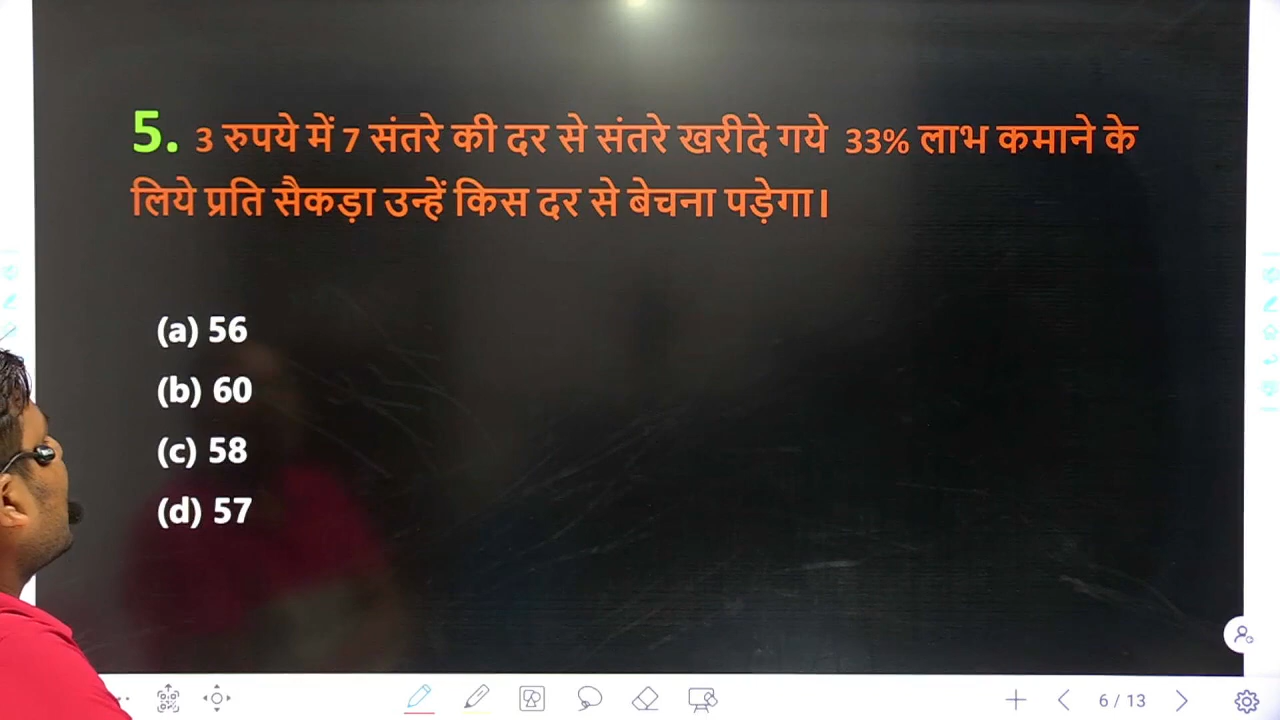 5. 3 रुपये में 7 संतरे की दर से संतरे खरीदे गये 33% लाभ कमाने के
लिये प्रति सैकड़ा उन्हें किस दर से बेचना पड़ेगा।
(a) 56
(b) 60
(c) 58
(d) 57
6 / 13